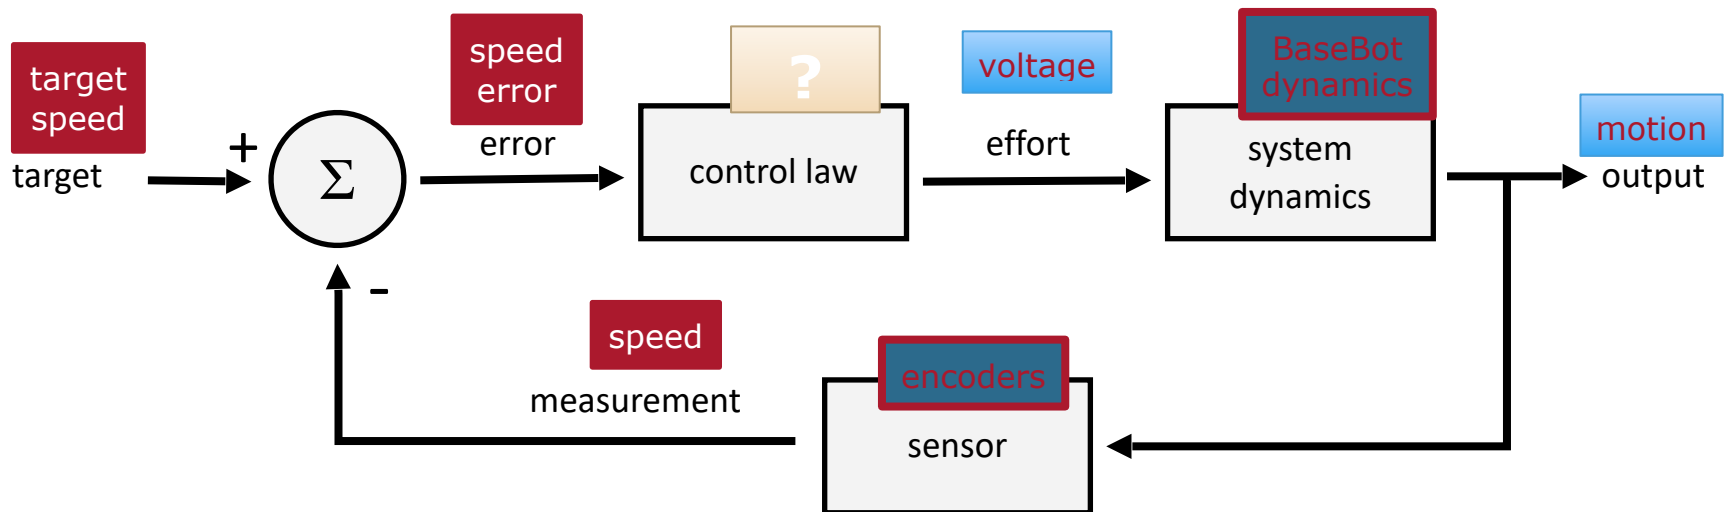 target
speed
target
+
Σ
-
speed
error
error
?
control law
voltage
effort
BaseBot
dynamics
system
dynamics
motion
output
speed
measurement
encoders
sensor